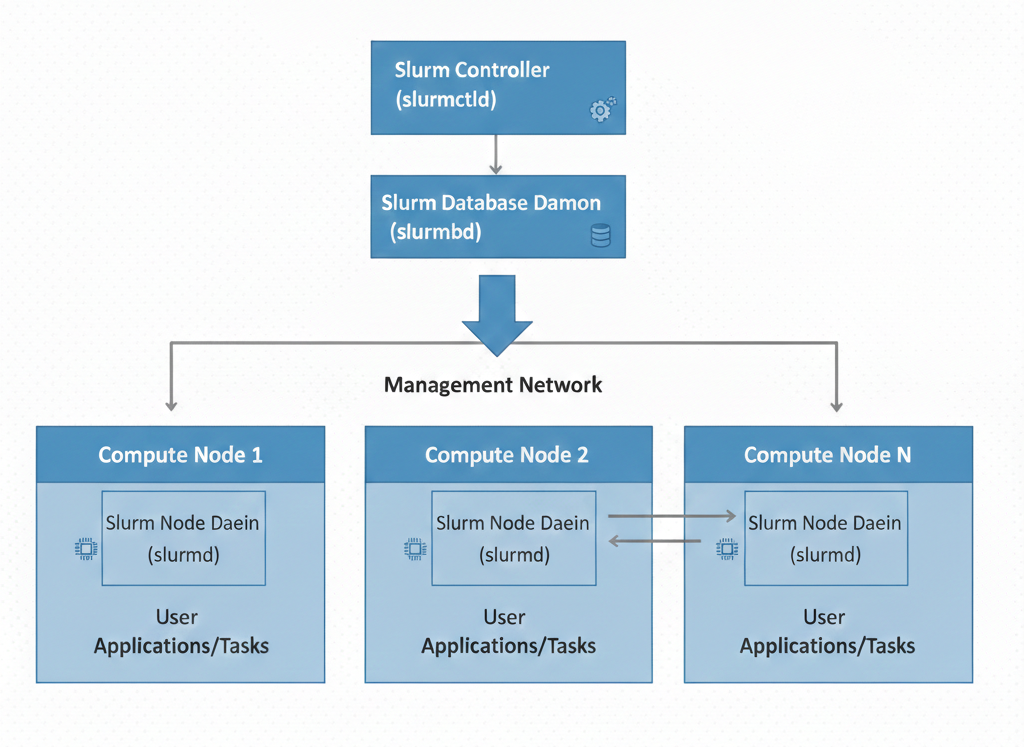 Slurm Controller
(slurmctld)
Slurm Database Damon
(slurmbd)
Management Network
Compute Node 1
Slurm Node Daein
(slurmd)
User
Applications/Tasks
Compute Node 2
Slurm Node Daein
(slurmd)
User
Applications/Tasks
Compute Node N
Slurm Node Daein
(slurmd)
User
Applications/Tasks